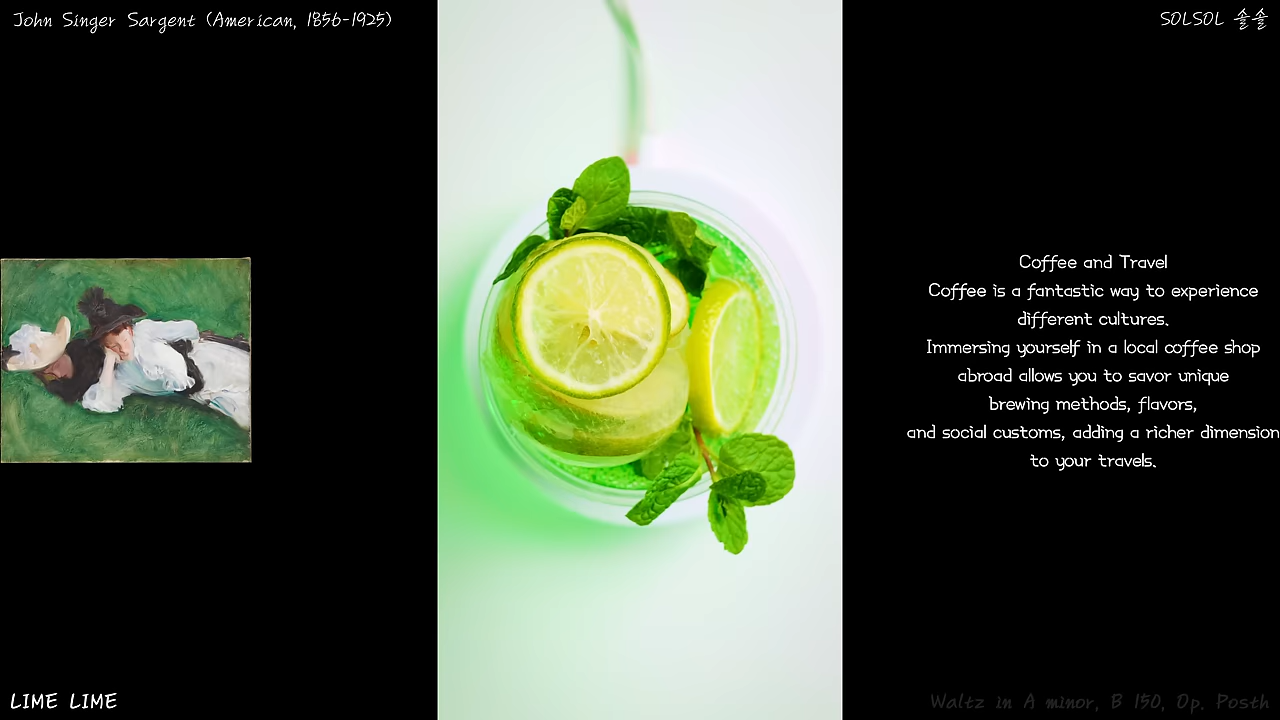 John Singer Sargent (American, 1856-1925)
SOLSOL 솔솔
Coffee and Travel
Coffee is a fantastic way to experience
different cultures.
Immersing yourself in a local coffee shop
abroad allows you to savor unique
brewing methods, flavors,
and social customs, adding a richer dimension
to your travels.
LIME LIME
Waltz in A minor, B 150, Op. Posth